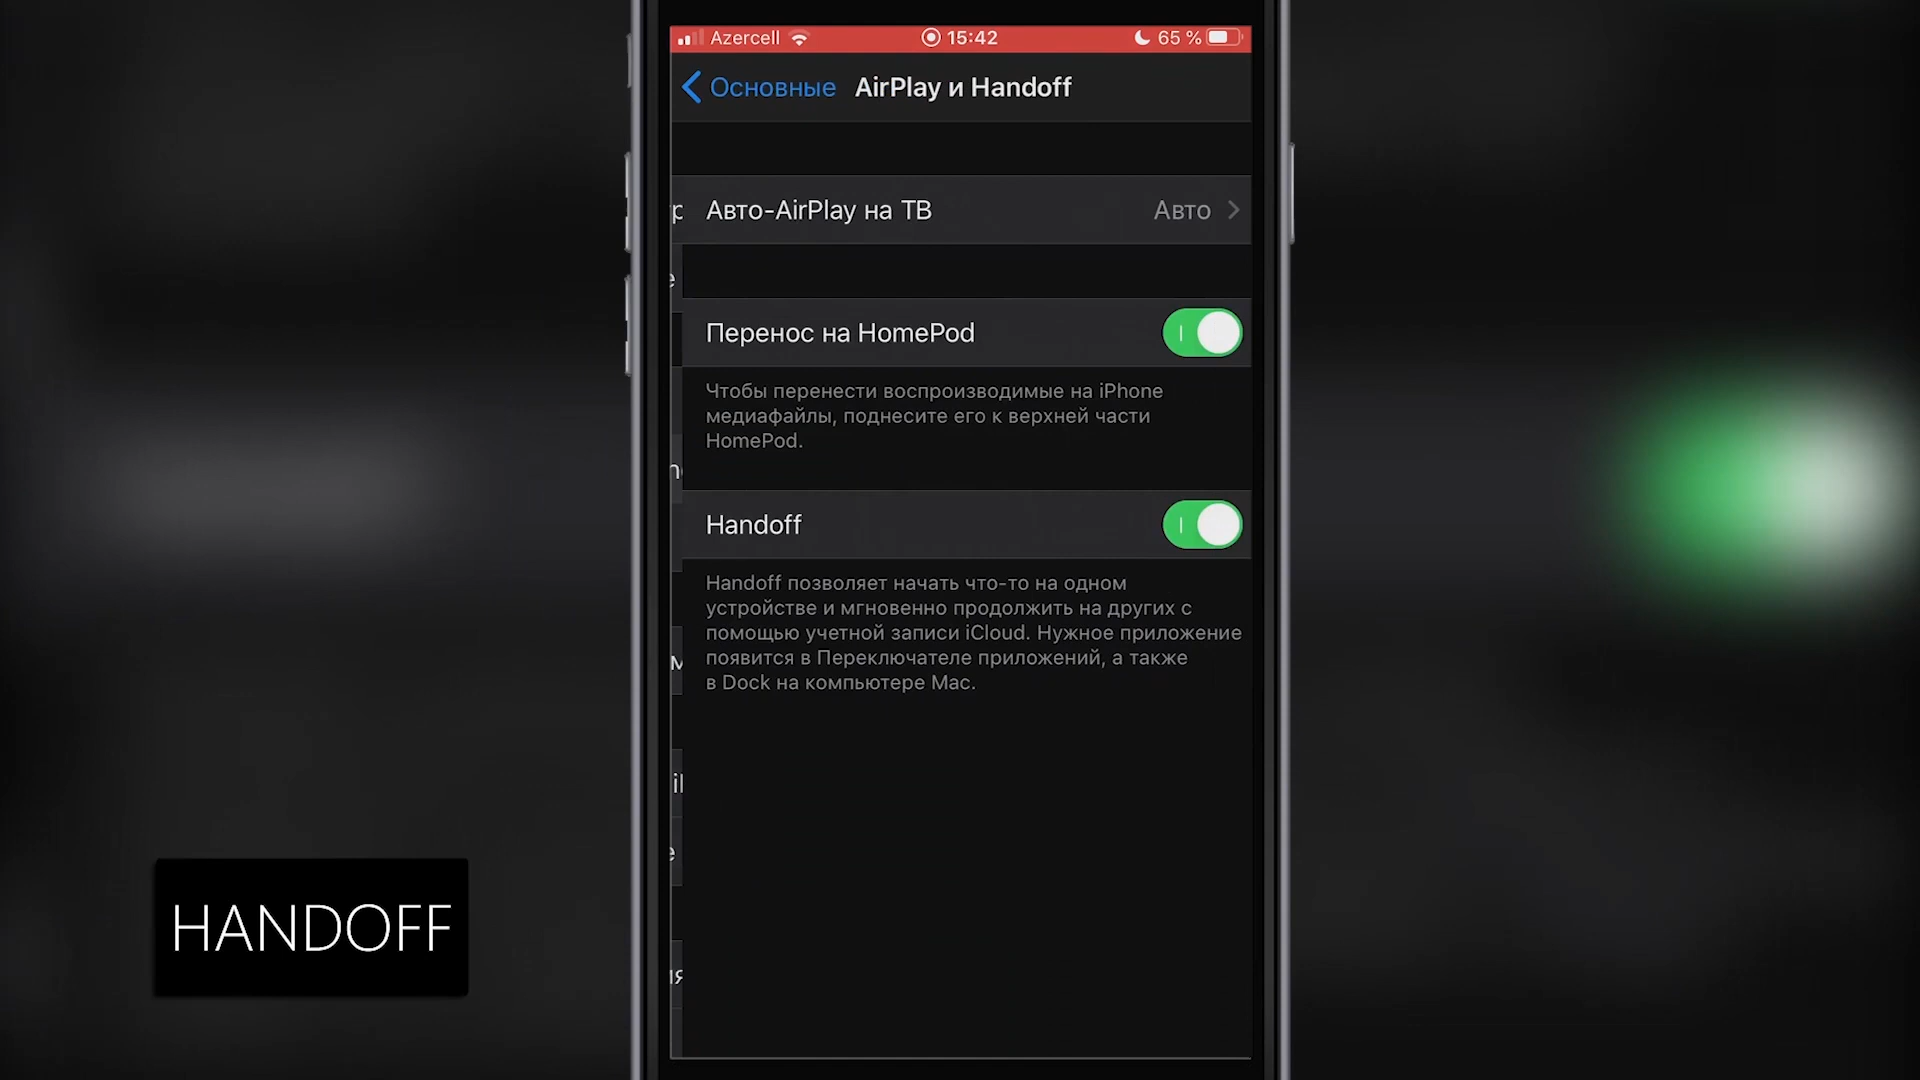 Azercell 15:42 65 %
Основные AirPlay и Handoff
Авто-AirPlay на ТВ Авто
Перенос на HomePod
Чтобы перенести воспроизводимые на iPhone
медиафайлы, поднесите его к верхней части
HomePod.
Handoff
Handoff позволяет начать что-то на одном
устройстве и мгновенно продолжить на других с
помощью учетной записи iCloud. Нужное приложение
появится в Переключателе приложений, а также
в Dock на компьютере Mac.
HANDOFF